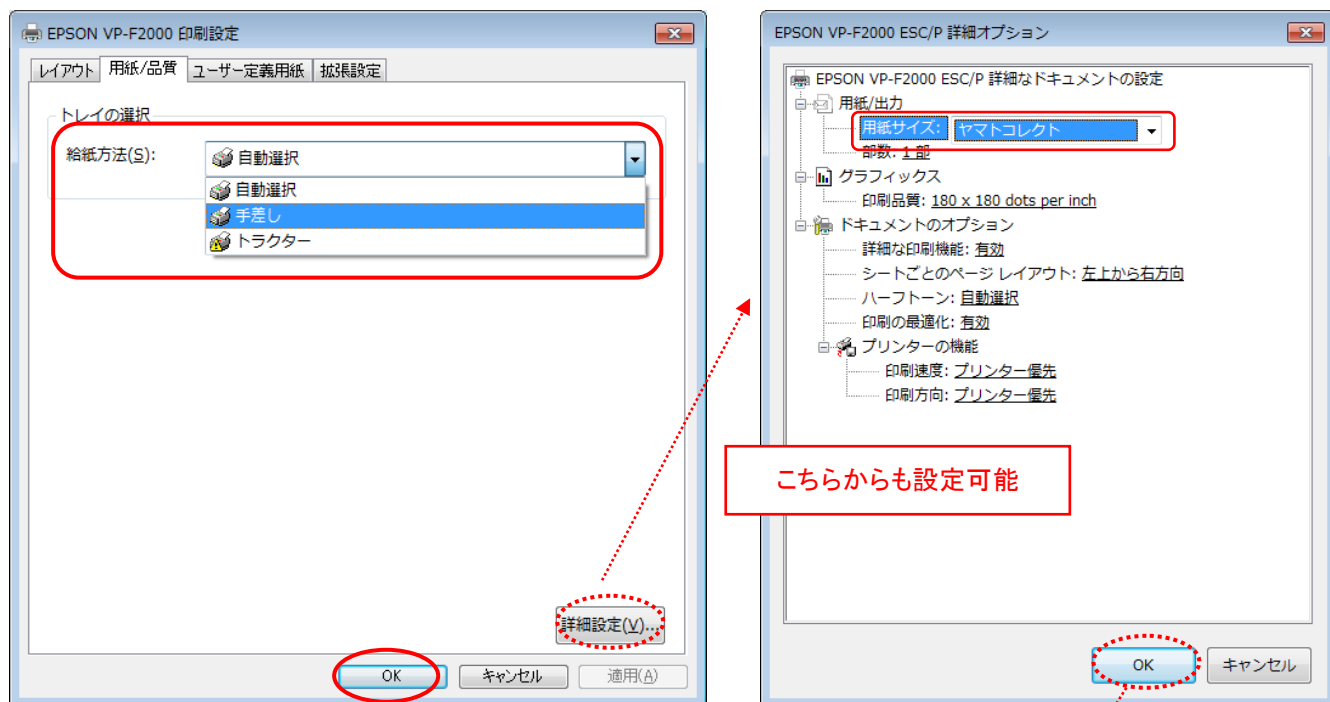 EPSON VP-F2000 印刷設定
レイアウト 用紙/品質 ユーザー定義用紙 拡張設定
トレイの選択
給紙方法(S): 自動選択
自動選択
手差し
トラクター
詳細設定(V)...
OK キャンセル 適用(A)
EPSON VP-F2000 ESC/P 詳細オプション
EPSON VP-F2000 ESC/P 詳細なドキュメントの設定
用紙/出力
用紙サイズ: ヤマトコレクト
部数: 1 部
グラフィックス
印刷品質: 180 x 180 dots per inch
ドキュメントのオプション
詳細な印刷機能: 有効
シートごとのページ レイアウト: 左上から右方向
ハーフトーン: 自動選択
印刷の最適化: 有効
プリンターの機能
印刷速度: プリンター優先
印刷方向: プリンター優先
こちらからも設定可能
OK キャンセル